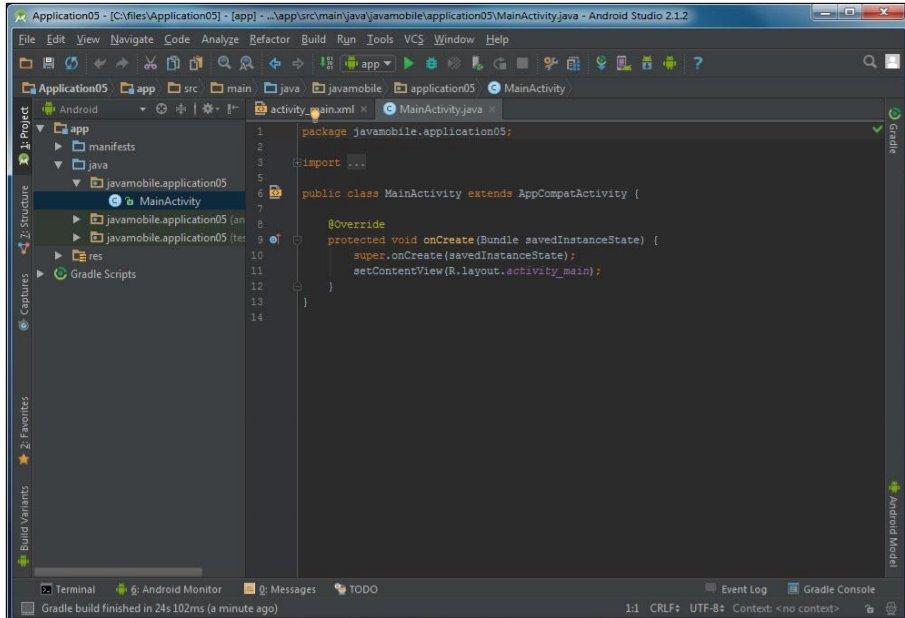 Application05 - [C:\files\Application05] - [app] - ...\app\src\main\java\javamobile\application05\MainActivity.java - Android Studio 2.1.2
File Edit View Navigate Code Analyze Refactor Build Run Tools VCS Window Help
app
Application05 app src main java javamobile application05 MainActivity
Android
activity_main.xml MainActivity.java
1: Project
7: Structure
Captures
2: Favorites
Build Variants
app
manifests
java
javamobile.application05
MainActivity
javamobile.application05 (an
javamobile.application05 (tes
res
Gradle Scripts
1 package javamobile.application05;
2
3 import ...
5
6 public class MainActivity extends AppCompatActivity {
7
8 @Override
9 protected void onCreate(Bundle savedInstanceState) {
10 super.onCreate(savedInstanceState);
11 setContentView(R.layout.activity_main);
12 }
13 }
14
Gradle
Android Model
Terminal 6: Android Monitor 0: Messages TODO Event Log Gradle Console
Gradle build finished in 24s 102ms (a minute ago) 1:1 CRLF UTF-8 Context: <no context>